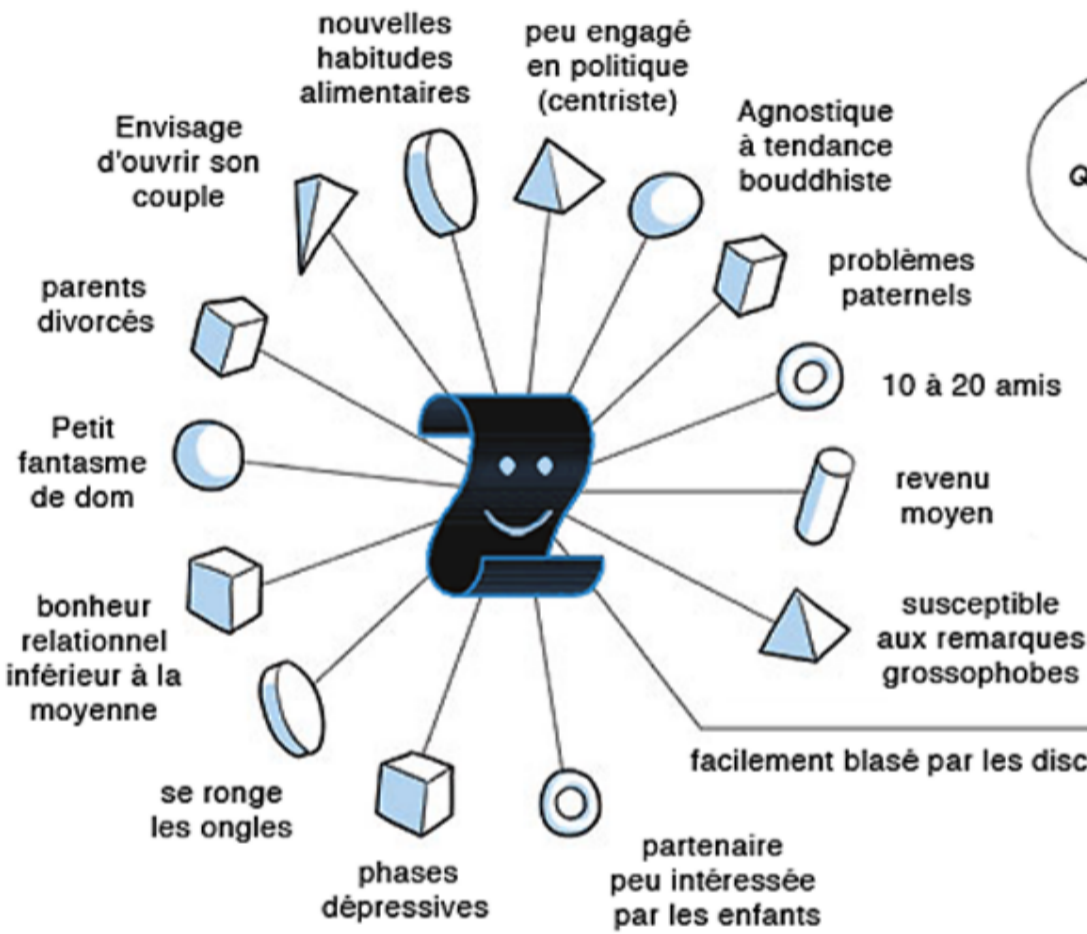 nouvelles
habitudes
alimentaires
peu engagé
en politique
(centriste)
Agnostique
à tendance
bouddhiste
Envisage
d'ouvrir son
couple
problèmes
paternels
parents
divorcés
10 à 20 amis
Petit
fantasme
de dom
revenu
moyen
bonheur
relationnel
inférieur à la
moyenne
susceptible
aux remarques
grossophobes
facilement blasé par les disc
se ronge
les ongles
phases
dépressives
partenaire
peu intéressée
par les enfants